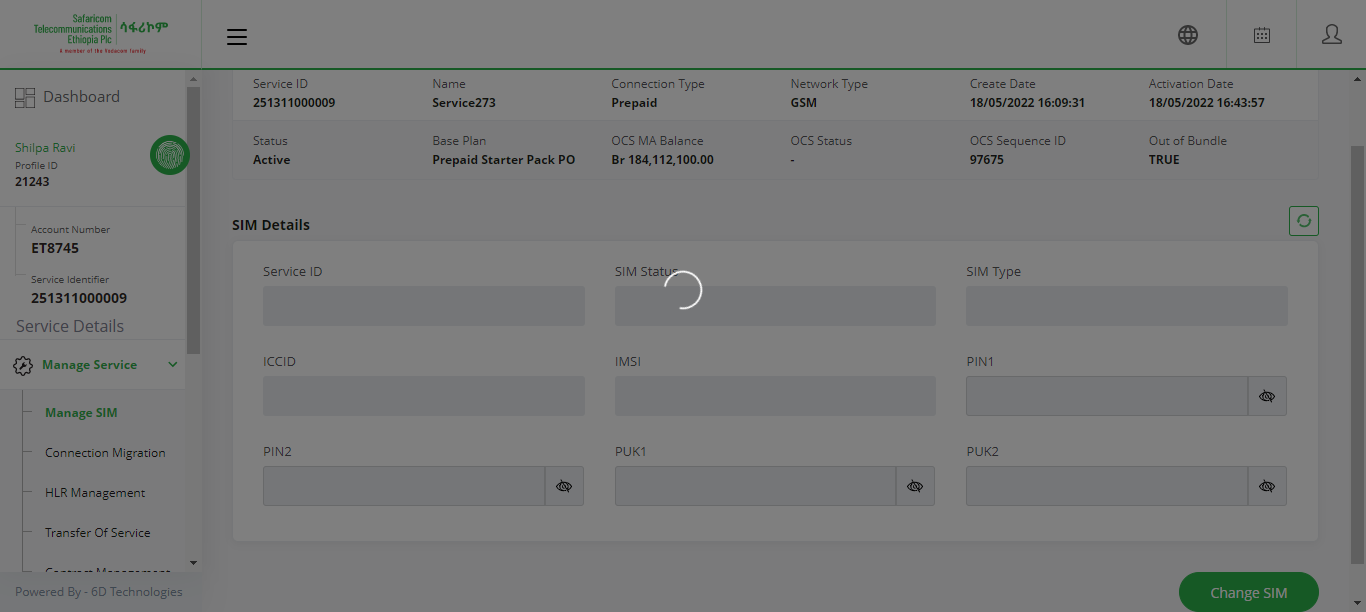 Safaricom
Telecommunications
Ethiopia Plc
ሳፋሪኮም
A member of the Vodacom family
Dashboard
Shilpa Ravi
Profile ID
21243
Account Number
ET8745
Service Identifier
251311000009
Service Details
Manage Service
Manage SIM
Connection Migration
HLR Management
Transfer Of Service
Contract Management
Powered By - 6D Technologies
Service ID Name Connection Type Network Type Create Date Activation Date
251311000009 Service273 Prepaid GSM 18/05/2022 16:09:31 18/05/2022 16:43:57
Status Base Plan OCS MA Balance OCS Status OCS Sequence ID Out of Bundle
Active Prepaid Starter Pack PO Br 184,112,100.00 - 97675 TRUE
SIM Details
Service ID SIM Status SIM Type
ICCID IMSI PIN1
PIN2 PUK1 PUK2
Change SIM